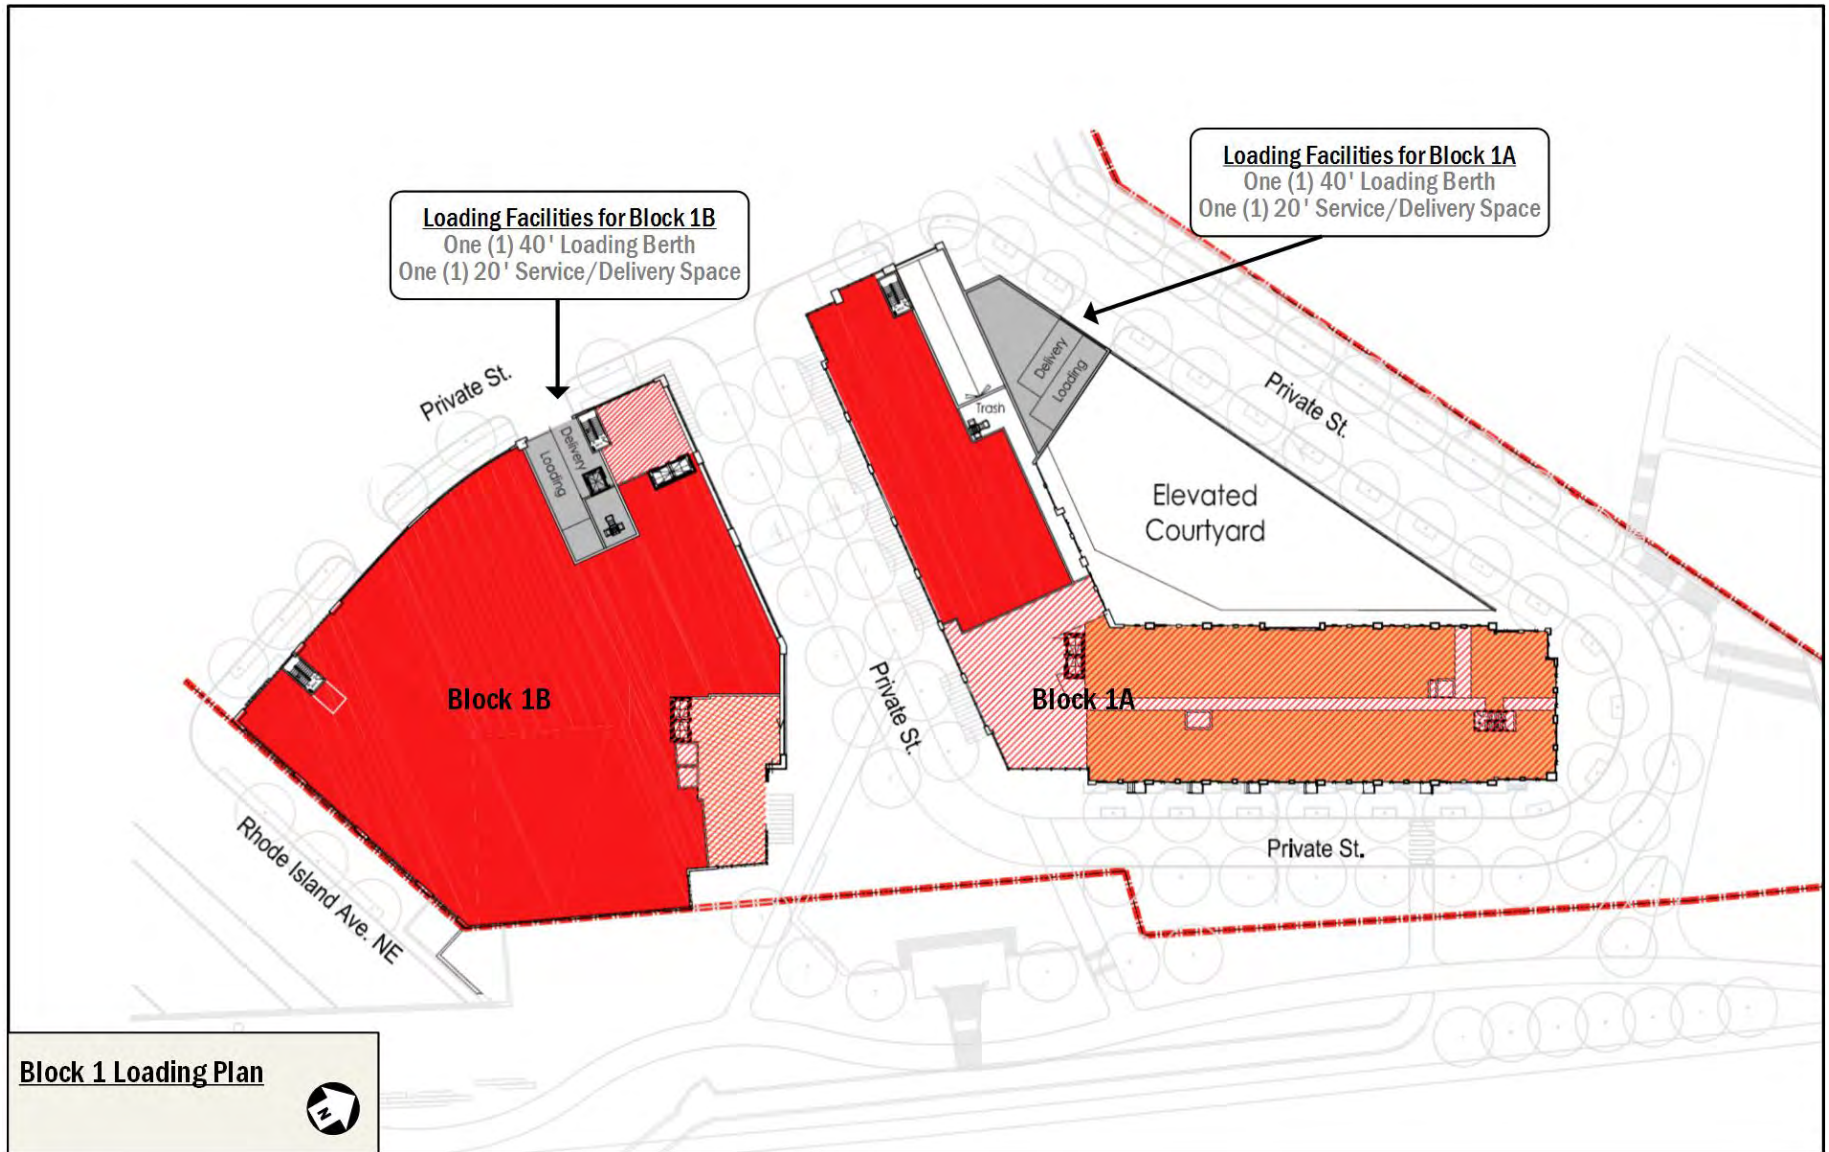 Loading Facilities for Block 1A
One (1) 40' Loading Berth
One (1) 20' Service/Delivery Space
Loading Facilities for Block 1B
One (1) 40' Loading Berth
One (1) 20' Service/Delivery Space
Private St.
Delivery
Loading
Trash
Delivery
Loading
Private St.
Elevated
Courtyard
Block 1B
Private St.
Block 1A
Rhode Island Ave. NE
Private St.
Block 1 Loading Plan
N